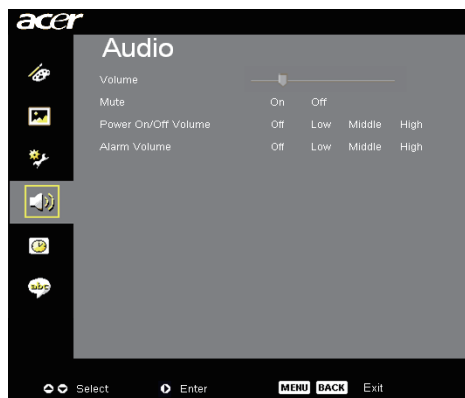 acer
Audio
Volume
Mute On Off
Power On/Off Volume Off Low Middle High
Alarm Volume Off Low Middle High
abc
Select Enter MENU BACK Exit